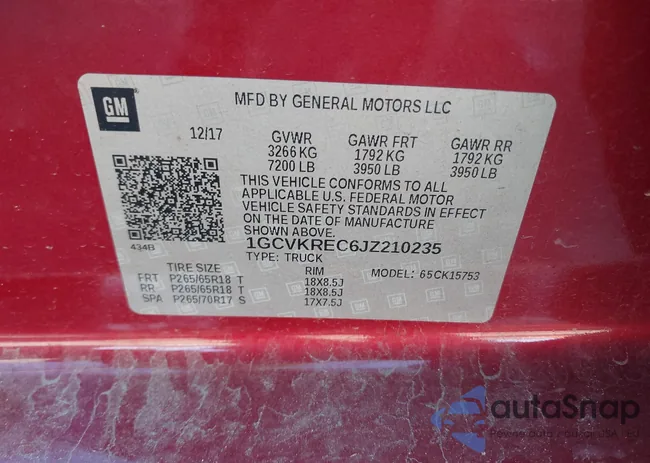 GM
MFD BY GENERAL MOTORS LLC
12/17 GVWR GAWR FRT GAWR RR
3266 KG 1792 KG 1792 KG
7200 LB 3950 LB 3950 LB
THIS VEHICLE CONFORMS TO ALL
APPLICABLE U.S. FEDERAL MOTOR
VEHICLE SAFETY STANDARDS IN EFFECT
ON THE DATE OF MANUFACTURE
SHOWN ABOVE.
434B 1GCVKREC6JZ210235
TYPE: TRUCK MODEL: 65CK15753
TIRE SIZE RIM
FRT P265/65R18 T 18X8.5J
RR P265/65R18 T 18X8.5J
SPA P265/70R17 S 17X7.5J
autoSnap